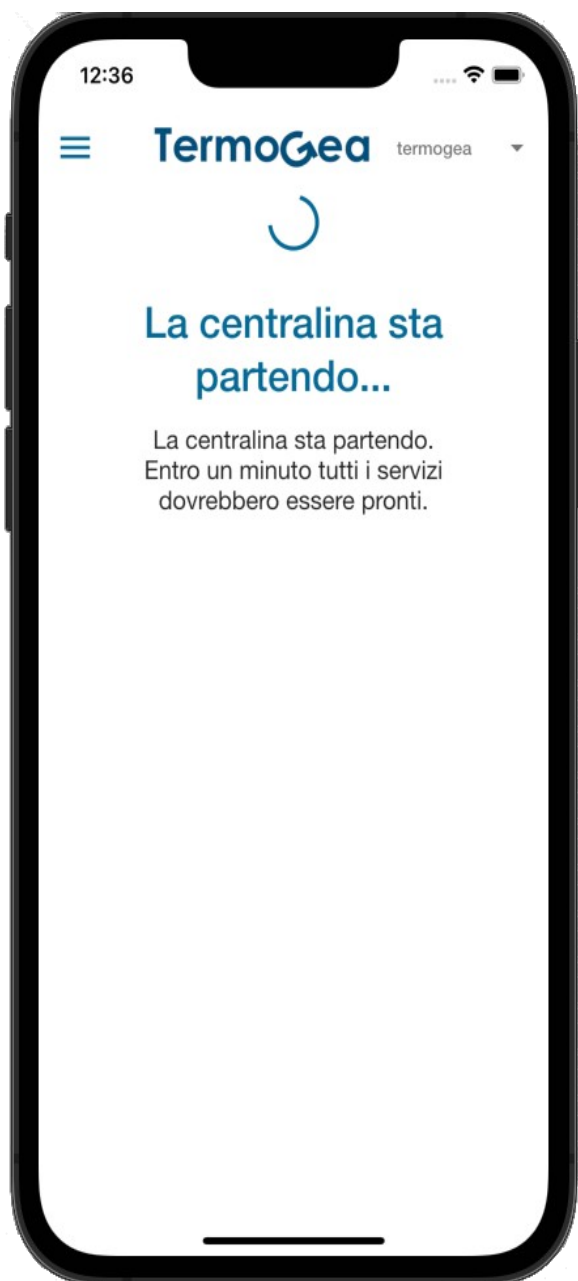 12:36
TermoGea
termogea
La centralina sta
partendo...
La centralina sta partendo.
Entro un minuto tutti i servizi
dovrebbero essere pronti.